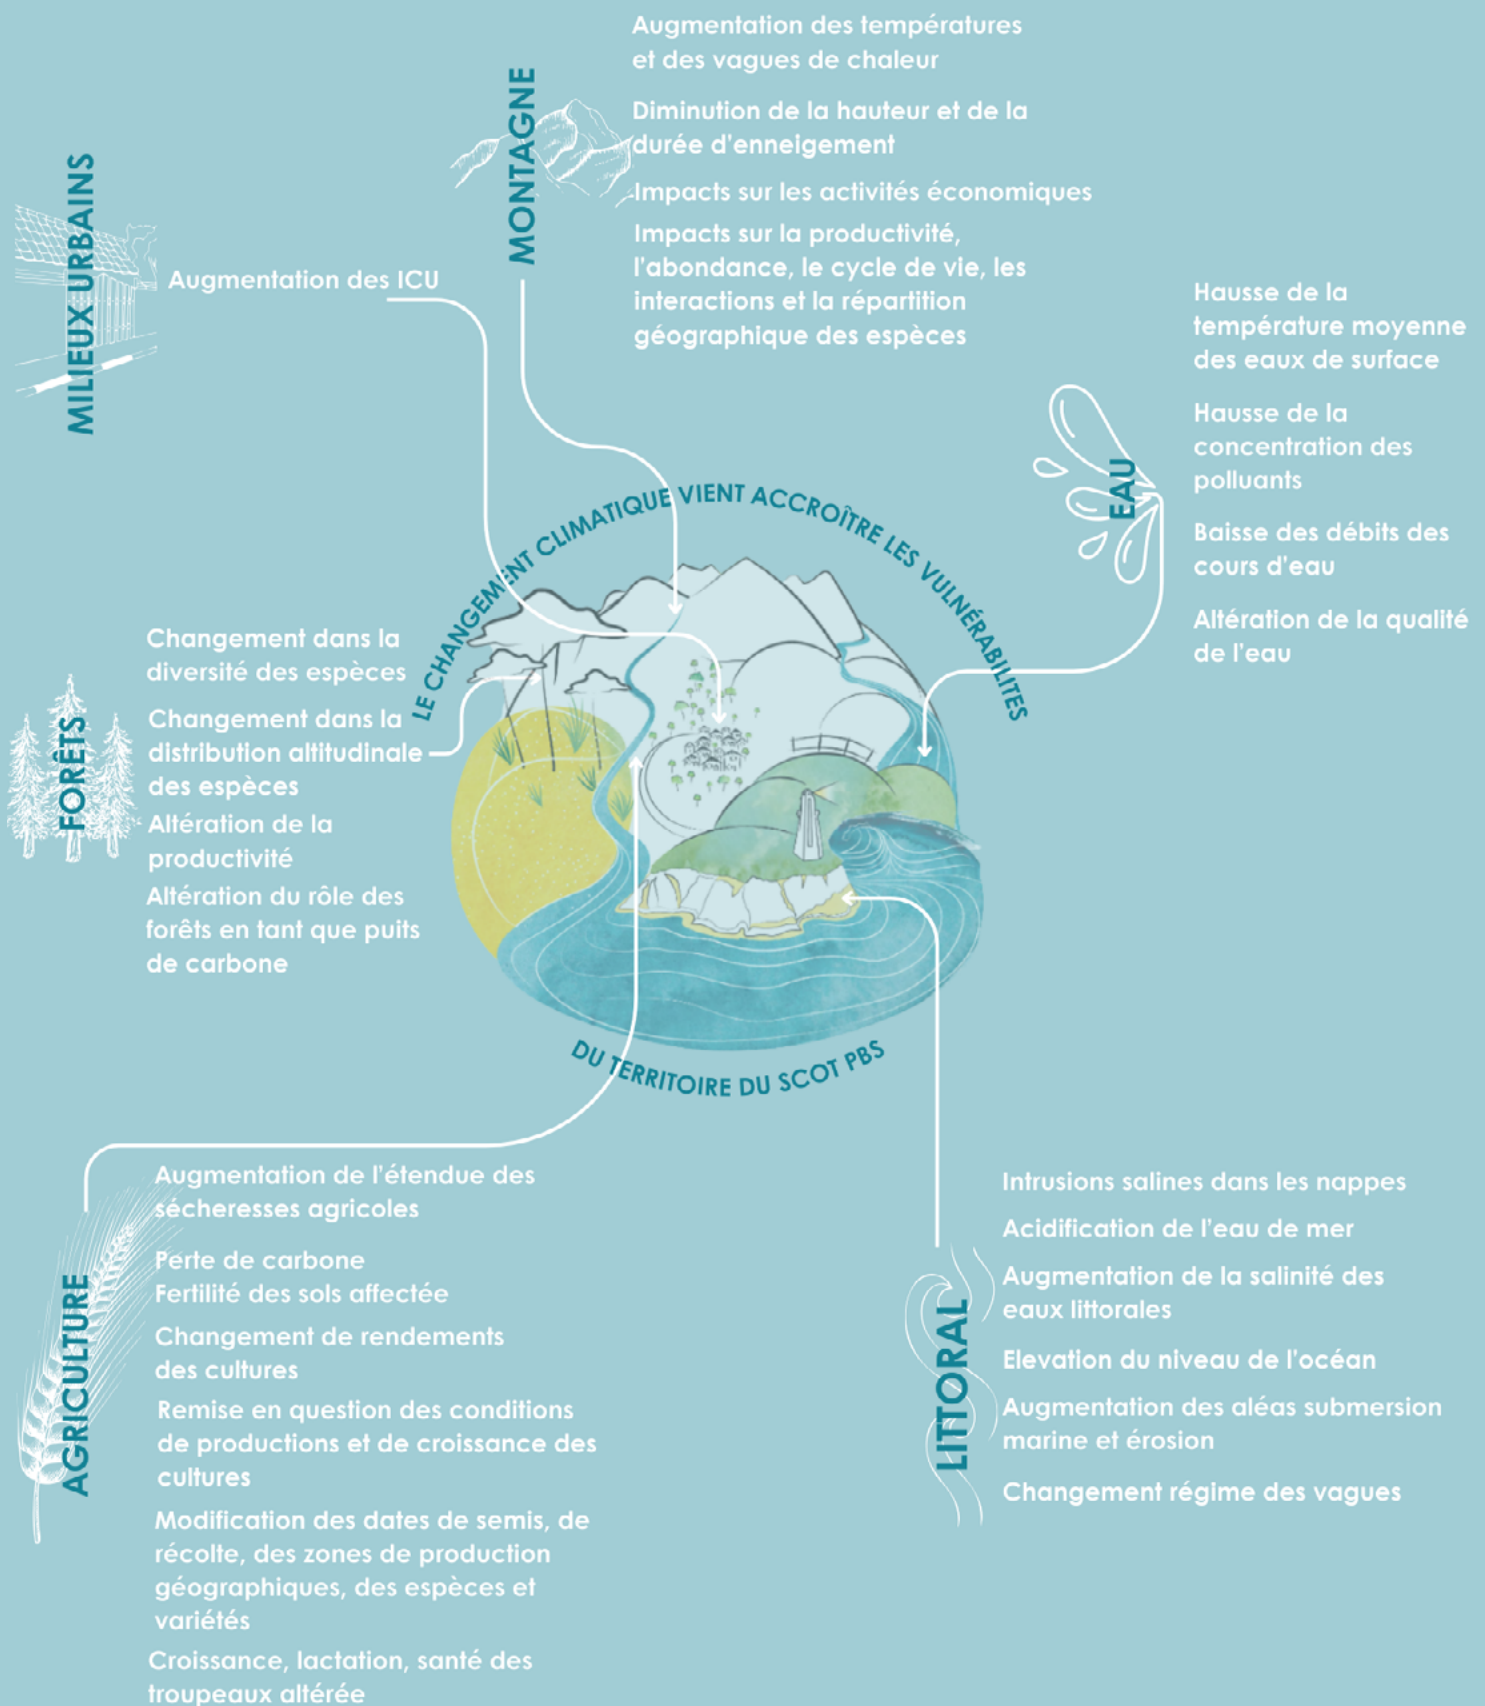 MONTAGNE
Augmentation des températures
et des vagues de chaleur
Diminution de la hauteur et de la
durée d'enneigement
Impacts sur les activités économiques
Impacts sur la productivité,
l'abondance, le cycle de vie, les
interactions et la répartition
géographique des espèces
MILIEUX URBAINS
Augmentation des ICU
EAU
Hausse de la
température moyenne
des eaux de surface
Hausse de la
concentration des
polluants
Baisse des débits des
cours d'eau
Altération de la qualité
de l'eau
LE CHANGEMENT CLIMATIQUE VIENT ACCROÎTRE LES VULNÉRABILITES
DU TERRITOIRE DU SCOT PBS
FORÊTS
Changement dans la
diversité des espèces
Changement dans la
distribution altitudinale
des espèces
Altération de la
productivité
Altération du rôle des
forêts en tant que puits
de carbone
AGRICULTURE
Augmentation de l'étendue des
sécheresses agricoles
Perte de carbone
Fertilité des sols affectée
Changement de rendements
des cultures
Remise en question des conditions
de productions et de croissance des
cultures
Modification des dates de semis, de
récolte, des zones de production
géographiques, des espèces et
variétés
Croissance, lactation, santé des
troupeaux altérée
LITTORAL
Intrusions salines dans les nappes
Acidification de l'eau de mer
Augmentation de la salinité des
eaux littorales
Elevation du niveau de l'océan
Augmentation des aléas submersion
marine et érosion
Changement régime des vagues